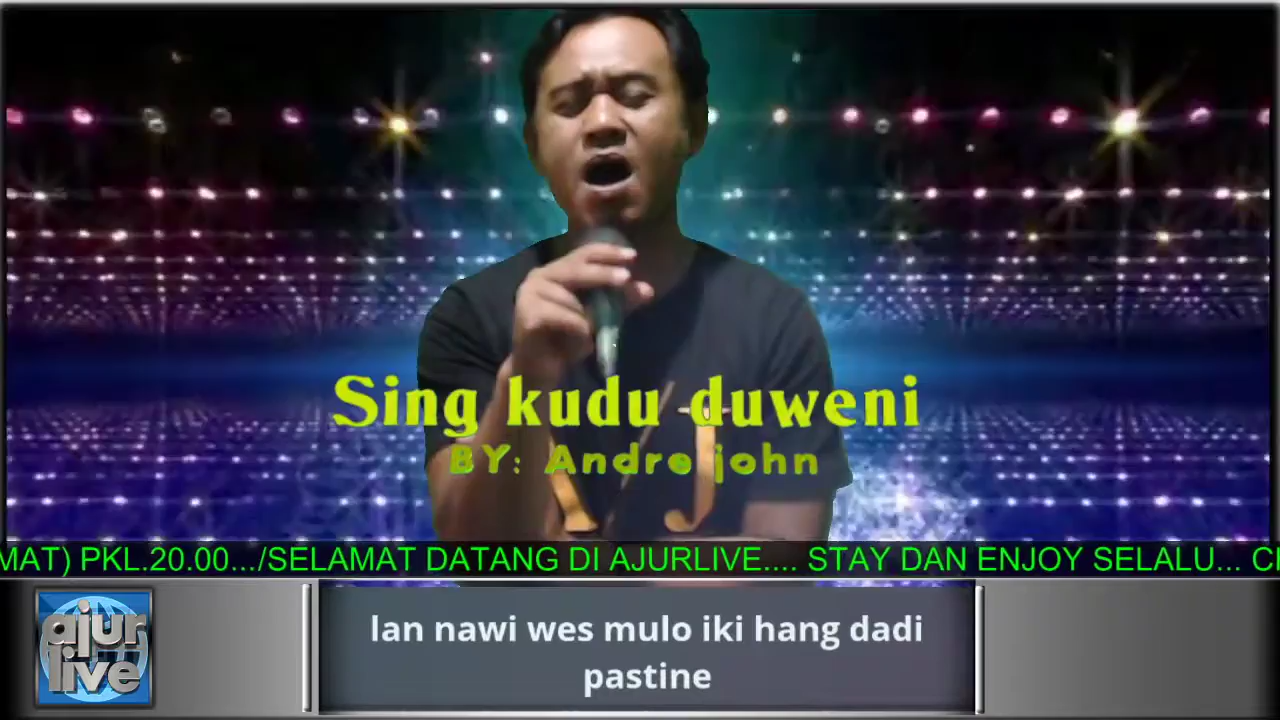 Sing kudu duweni
BY: Andre john
MAT) PKL.20.00.../SELAMAT DATANG DI AJURLIVE.... STAY DAN ENJOY SELALU...
ajur
live
lan nawi wes mulo iki hang dadi
pastine